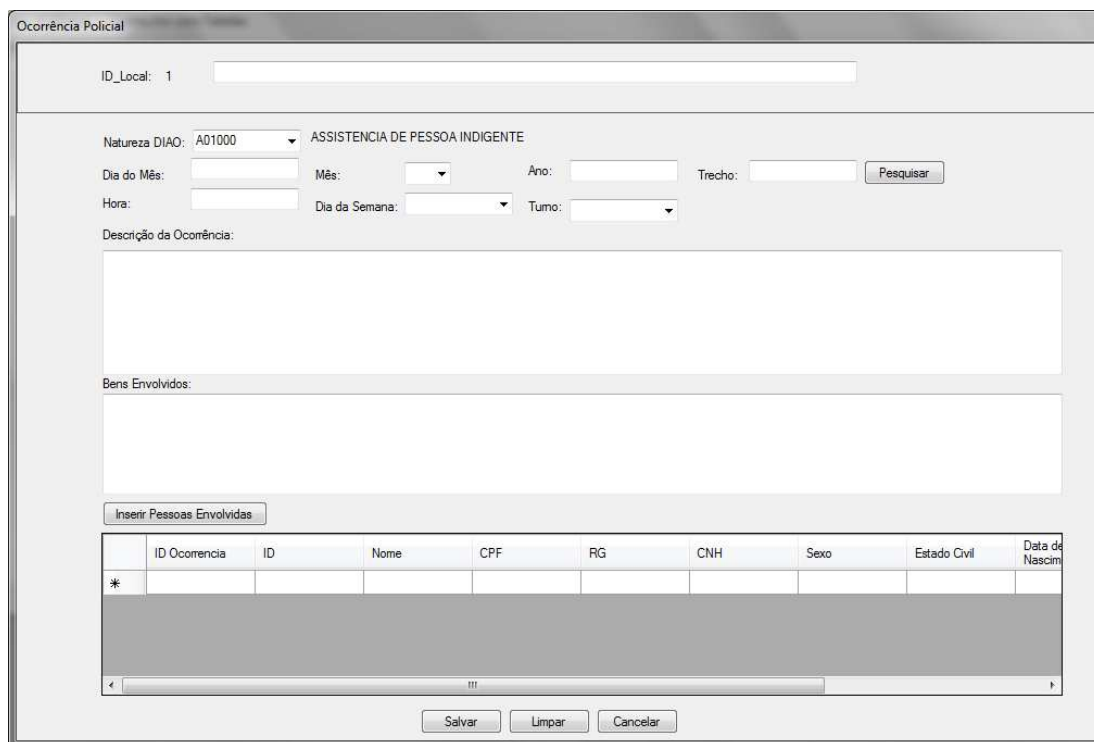 Ocorrência Policial
ID_Local: 1
Natureza DIAO: A01000 ASSISTENCIA DE PESSOA INDIGENTE
Dia do Mês: Mês: Ano: Trecho: Pesquisar
Hora: Dia da Semana: Turno:
Descrição da Ocorrência:
Bens Envolvidos:
Inserir Pessoas Envolvidas
ID Ocorrencia ID Nome CPF RG CNH Sexo Estado Civil Data de
Nascim
Salvar Limpar Cancelar